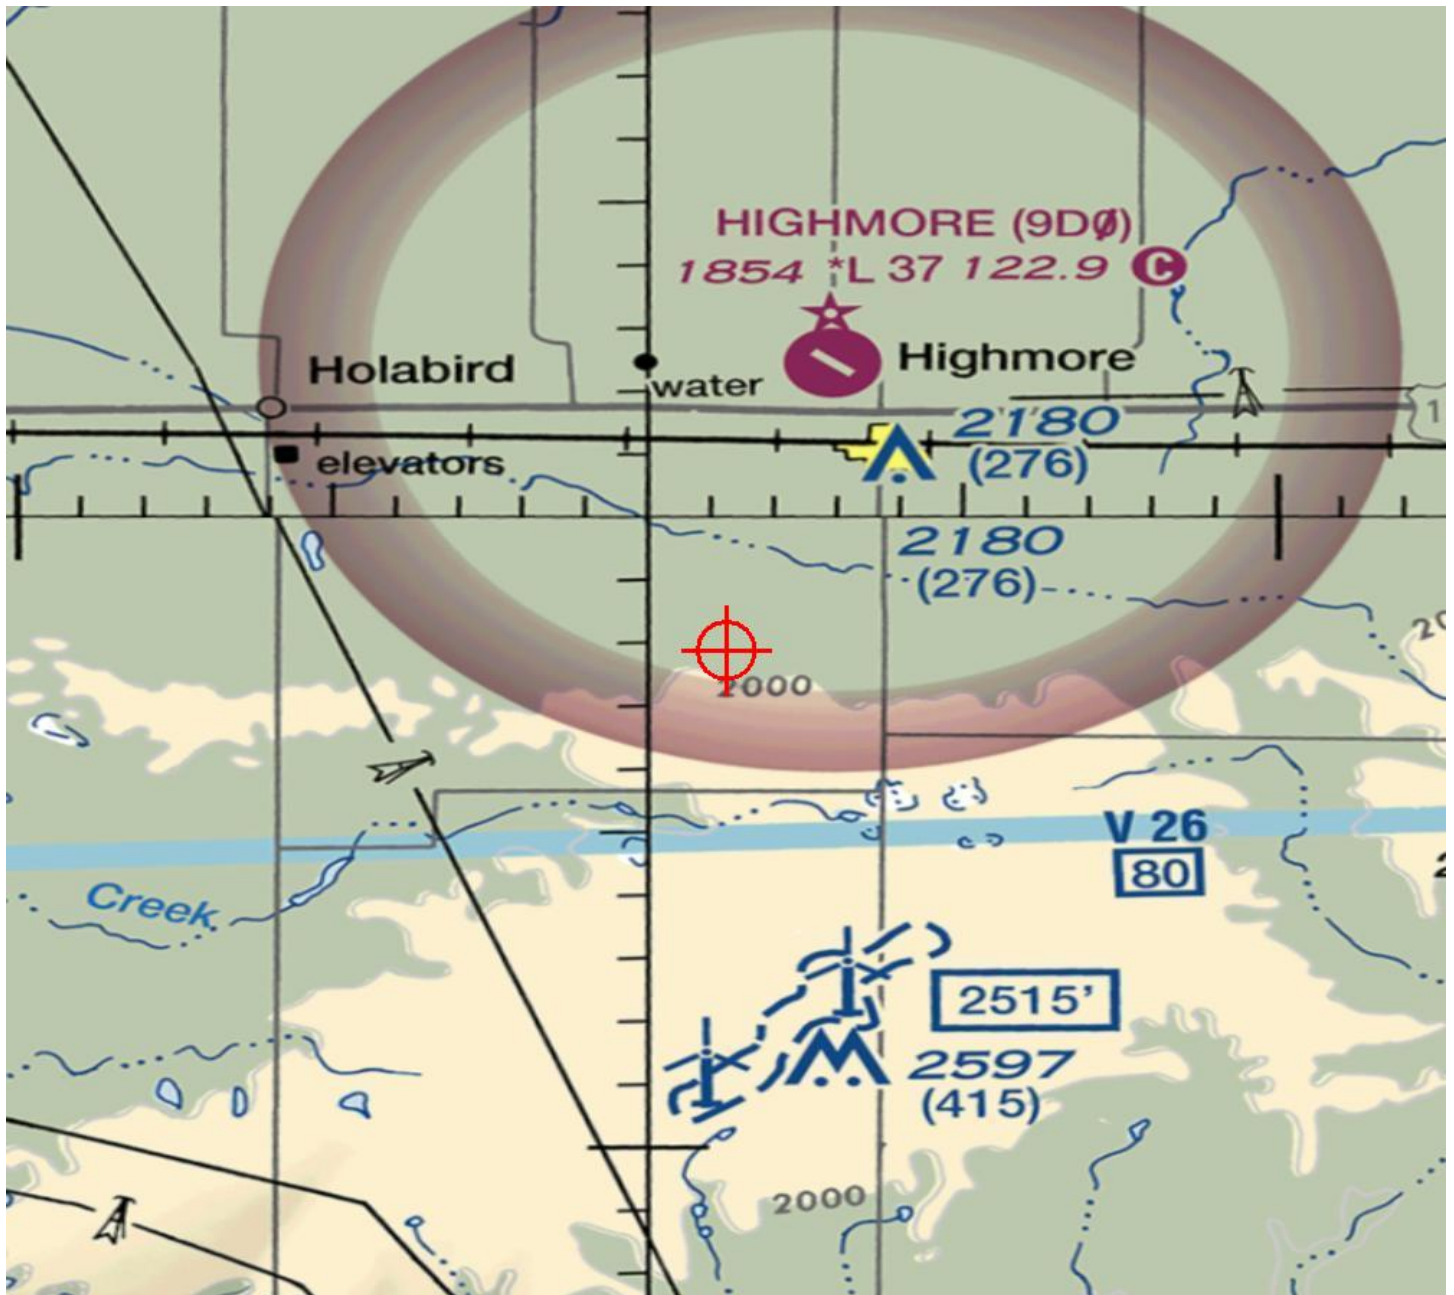 HIGHMORE (9DØ)
1854 *L 37 122.9 C
Holabird
Highmore
water
2180
(276)
elevators
2180
(276)
2000
V 26
80
Creek
2515'
2597
(415)
2000